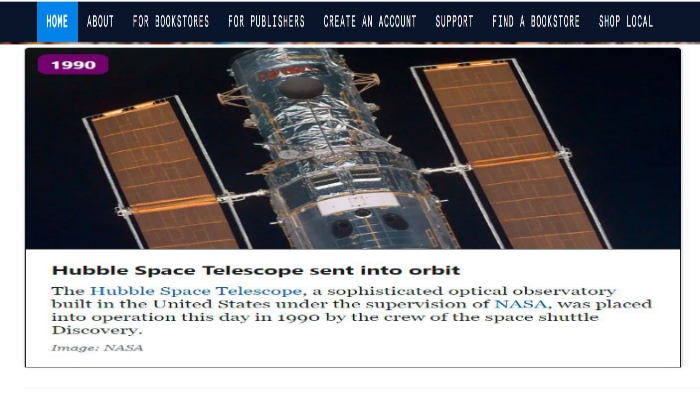 HOME ABOUT FOR BOOKSTORES FOR PUBLISHERS CREATE AN ACCOUNT SUPPORT FIND A BOOKSTORE SHOP LOCAL
1990
Hubble Space Telescope sent into orbit
The Hubble Space Telescope, a sophisticated optical observatory
built in the United States under the supervision of NASA, was placed
into operation this day in 1990 by the crew of the space shuttle
Discovery.
Image: NASA